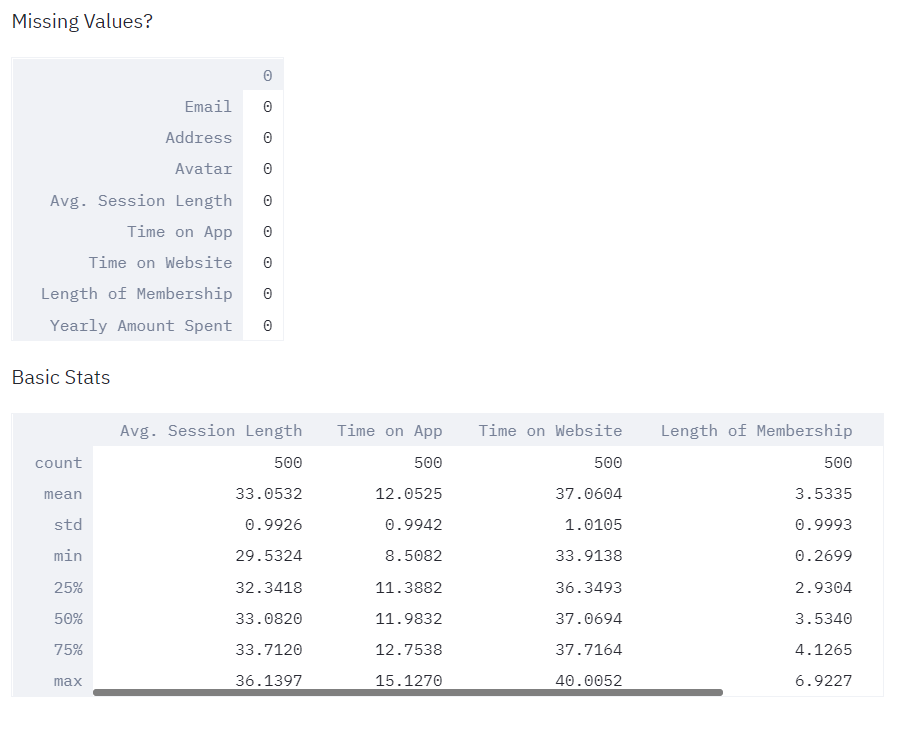 Missing Values?
0
Email 0
Address 0
Avatar 0
Avg. Session Length 0
Time on App 0
Time on Website 0
Length of Membership 0
Yearly Amount Spent 0
Basic Stats
Avg. Session Length Time on App Time on Website Length of Membership
count 500 500 500 500
mean 33.0532 12.0525 37.0604 3.5335
std 0.9926 0.9942 1.0105 0.9993
min 29.5324 8.5082 33.9138 0.2699
25% 32.3418 11.3882 36.3493 2.9304
50% 33.0820 11.9832 37.0694 3.5340
75% 33.7120 12.7538 37.7164 4.1265
max 36.1397 15.1270 40.0052 6.9227